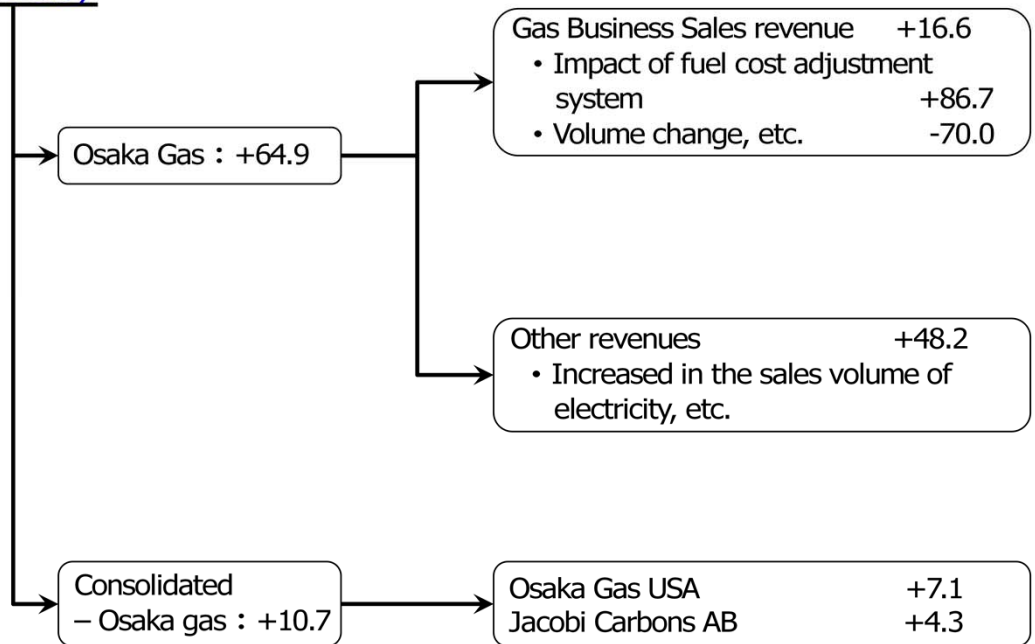 Gas Business Sales revenue +16.6
・Impact of fuel cost adjustment
system +86.7
・Volume change, etc. -70.0
Osaka Gas：+64.9
Other revenues +48.2
・Increased in the sales volume of
electricity, etc.
Consolidated
– Osaka gas：+10.7
Osaka Gas USA +7.1
Jacobi Carbons AB +4.3